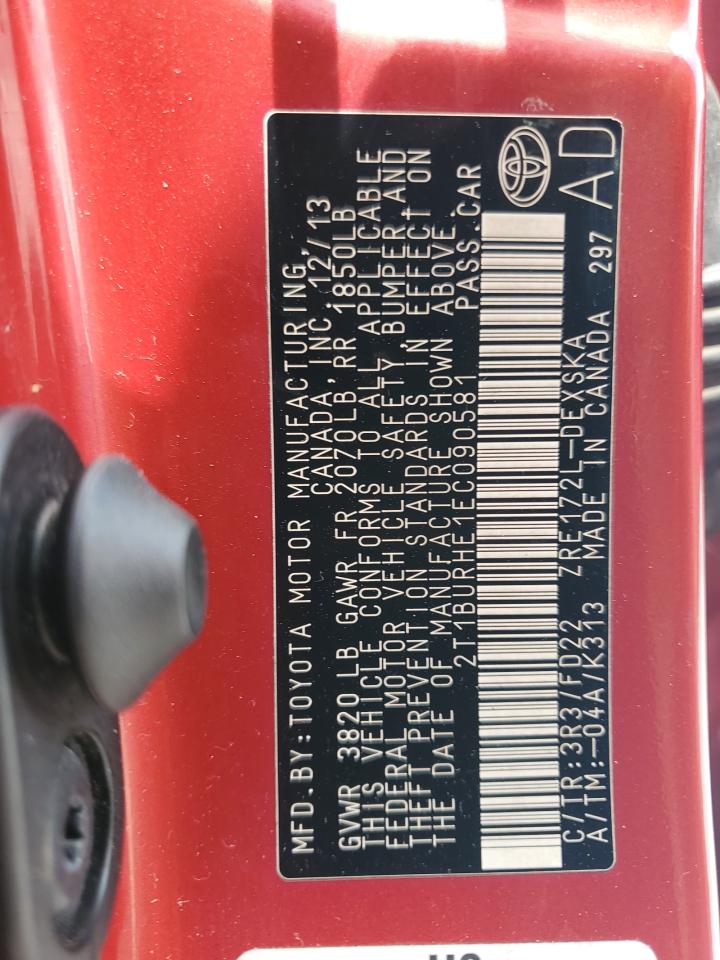 MFD.BY:TOYOTA MOTOR MANUFACTURING,
CANADA,INC. 12/13
GVWR 3820 LB GAWR FR 2070LB, RR 1850LB
THIS VEHICLE CONFORMS TO ALL APPLICABLE
FEDERAL MOTOR VEHICLE SAFETY, BUMPER,AND
THEFT PREVENTION STANDARDS IN EFFECT ON
THE DATE OF MANUFACTURE SHOWN ABOVE.
2T1BURHE1EC090581 PASS.CAR
C/TR:3R3/FD22 ZRE172L-DEXSKA
A/TM:-04A/K313 MADE IN CANADA 297
AD